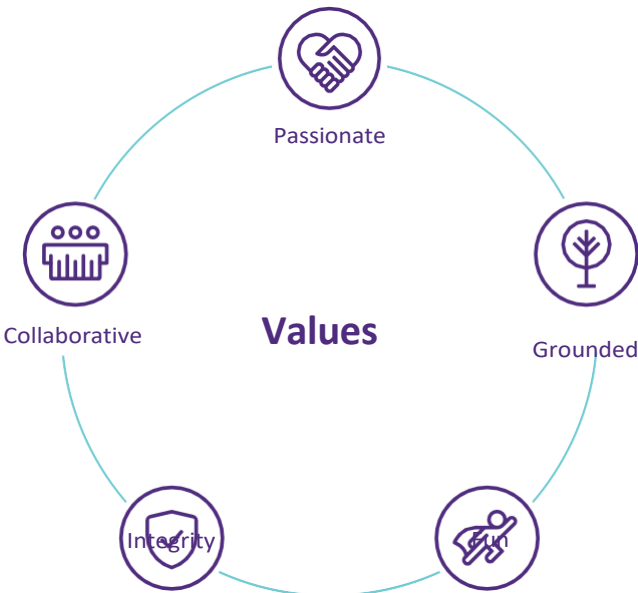 Passionate
Collaborative
Values
Grounded
Integrity
Fun